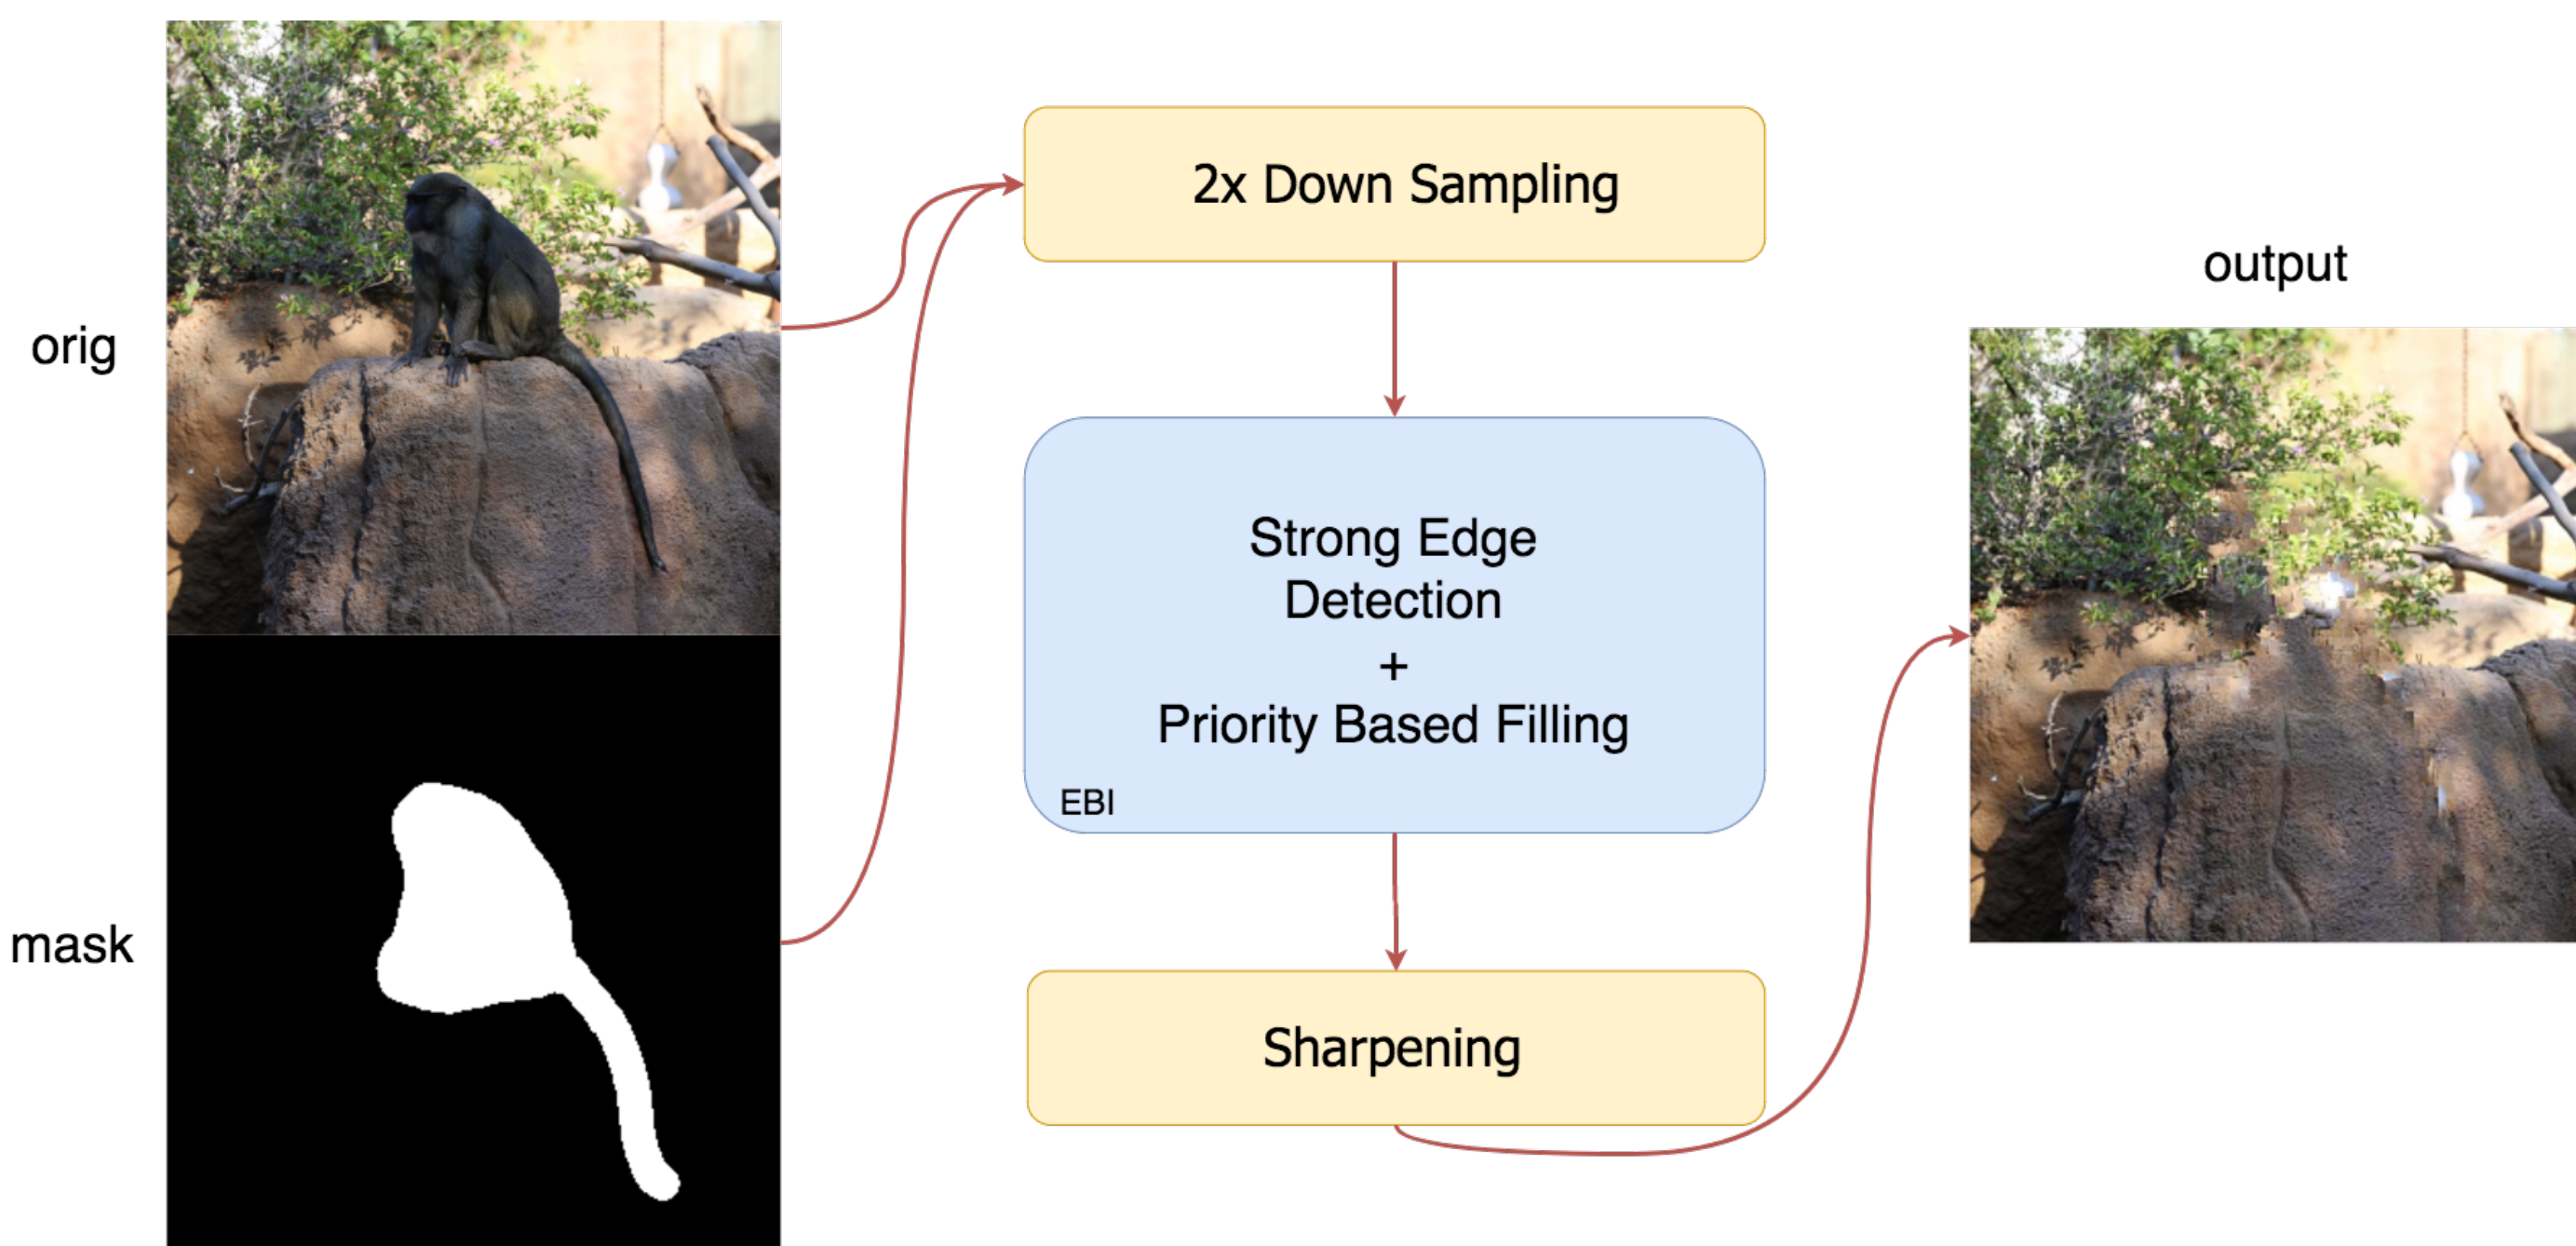 orig
mask
2x Down Sampling
Strong Edge
Detection
+
Priority Based Filling
EBI
Sharpening
output